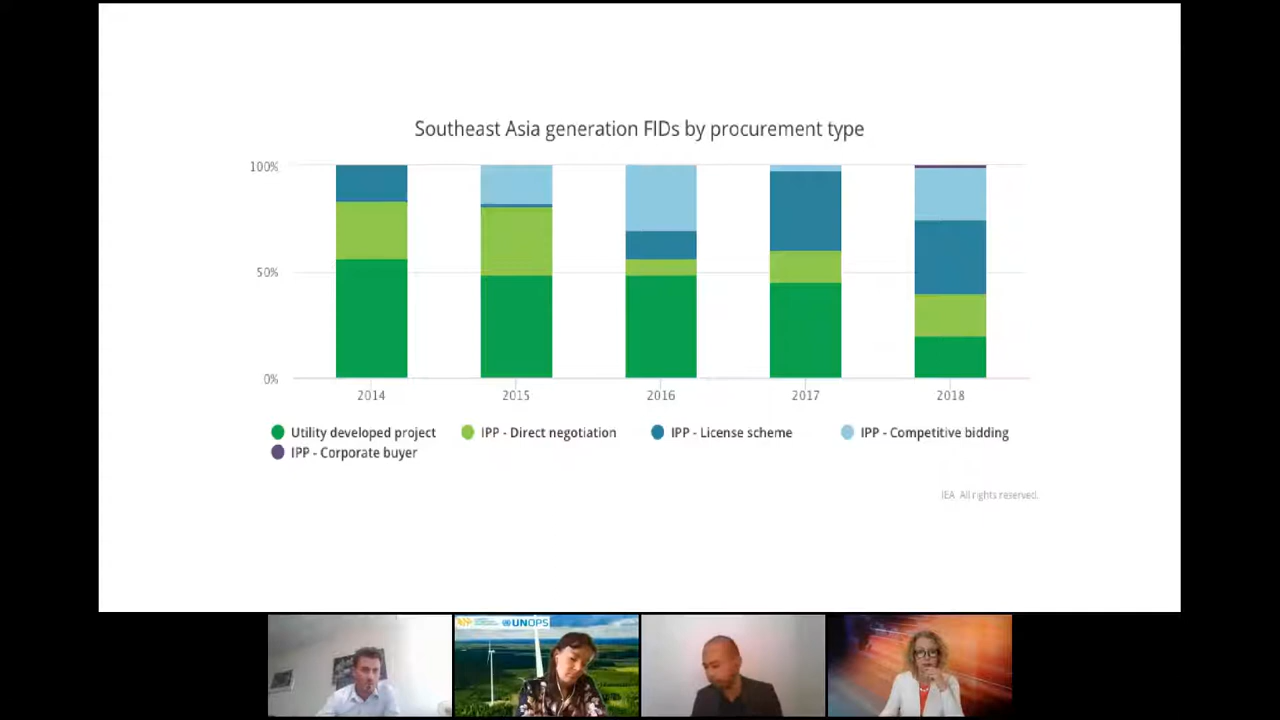 Southeast Asia generation FIDs by procurement type
100%
50%
0%
2014 2015 2016 2017 2018
Utility developed project IPP - Direct negotiation IPP - License scheme IPP - Competitive bidding
IPP - Corporate buyer
IEA. All rights reserved.
UNOPS